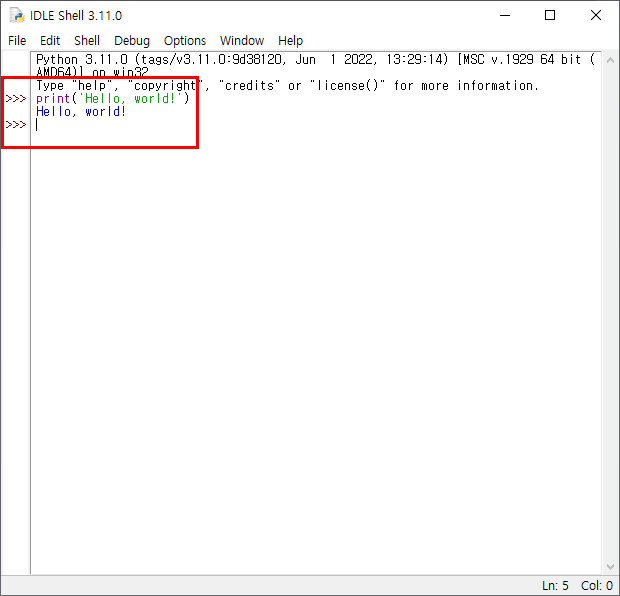 IDLE Shell 3.11.0
File Edit Shell Debug Options Window Help
Python 3.11.0 (tags/v3.11.0:9d38120, Jun  1 2022, 13:29:14) [MSC v.1929 64 bit (
AMD64)] on win32
Type "help", "copyright", "credits" or "license()" for more information.
>>> print('Hello, world!')
Hello, world!
>>>
Ln: 5 Col: 0